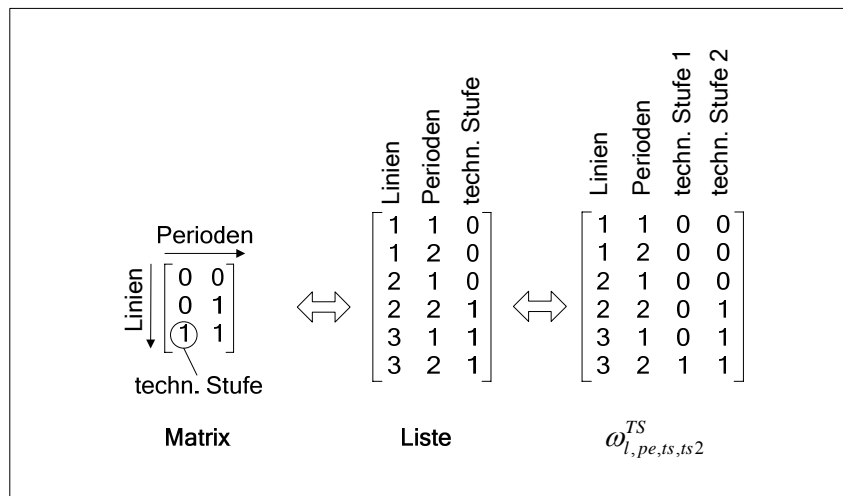 Linien Perioden techn. Stufe
Linien Perioden techn. Stufe 1 techn. Stufe 2
Perioden
Linien
0 0
0 1
1 1
techn. Stufe
1 1 0
1 2 0
2 1 0
2 2 1
3 1 1
3 2 1
1 1 0 0
1 2 0 0
2 1 0 0
2 2 0 1
3 1 0 1
3 2 1 1
Matrix
Liste
ω^{TS}_{l,pe,ts,ts2}